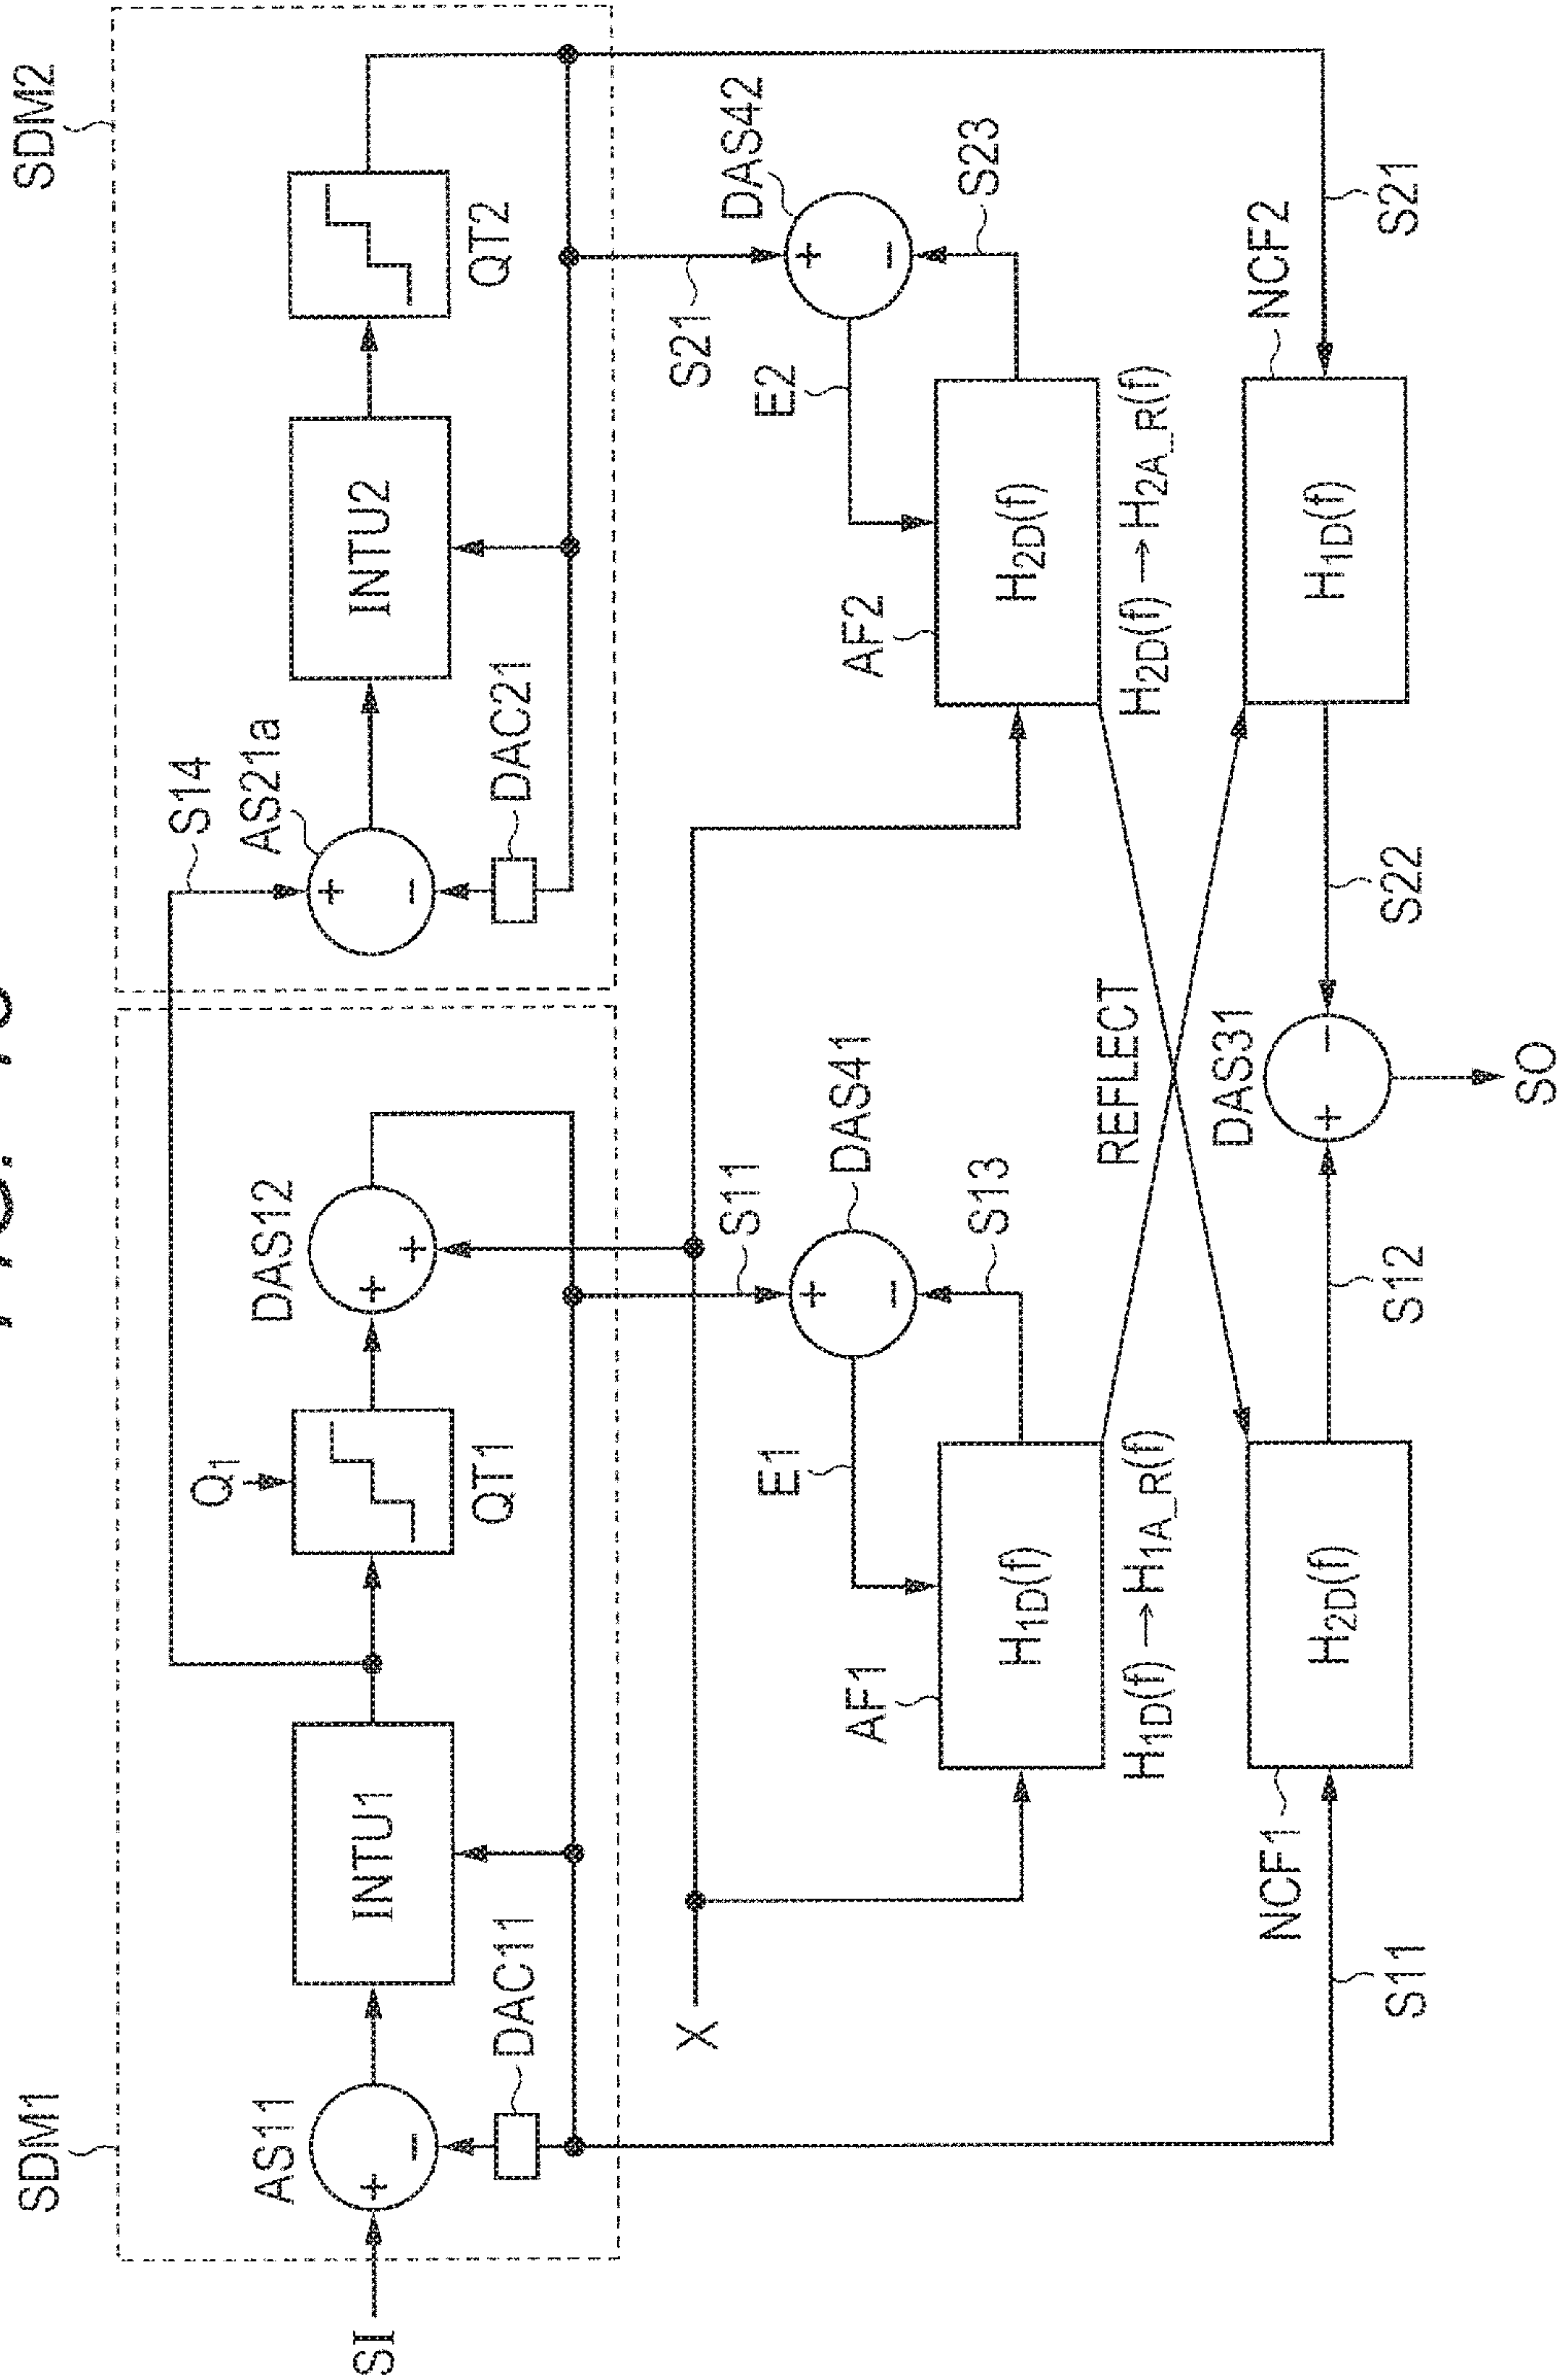 SDM1
SDM2
S14
AS11
Q1
DAS12
AS21a
SI
INTU1
QT1
INTU2
QT2
DAC11
DAC21
X
S11
S21
DAS41
DAS42
E1
S13
E2
S23
AF1
H1D(f)
AF2
H2D(f)
H1D(f)→H1A_R(f)
REFLECT
H2D(f)→H2A_R(f)
NCF1
DAS31
NCF2
H2D(f)
H1D(f)
S11
S12
S22
S21
SO